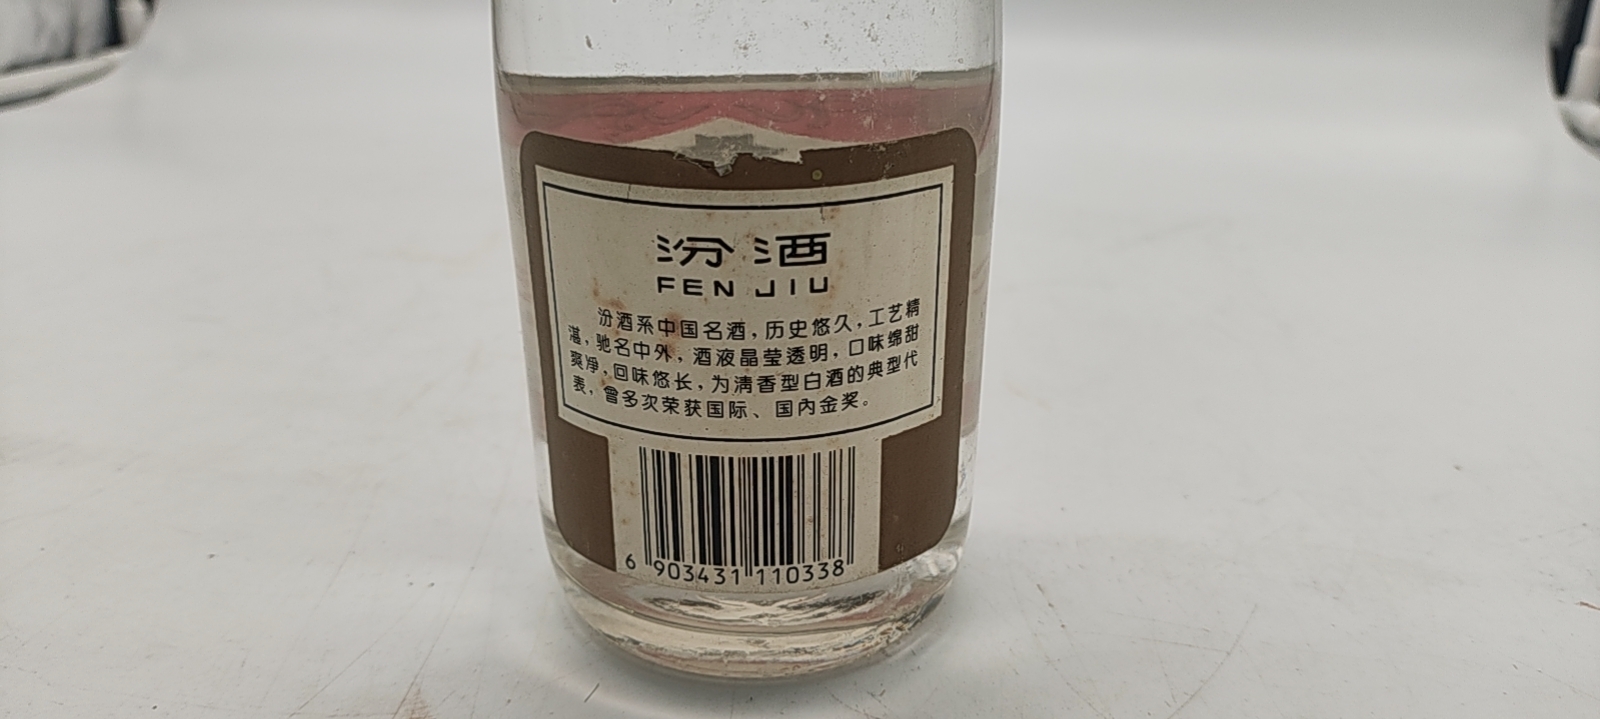 汾酒
FEN JIU
汾酒系中国名酒，历史悠久，工艺精
湛，驰名中外，酒液晶莹透明，口味绵甜
爽净，回味悠长，为清香型白酒的典型代
表，曾多次荣获国际、国内金奖。
6 903431 110338